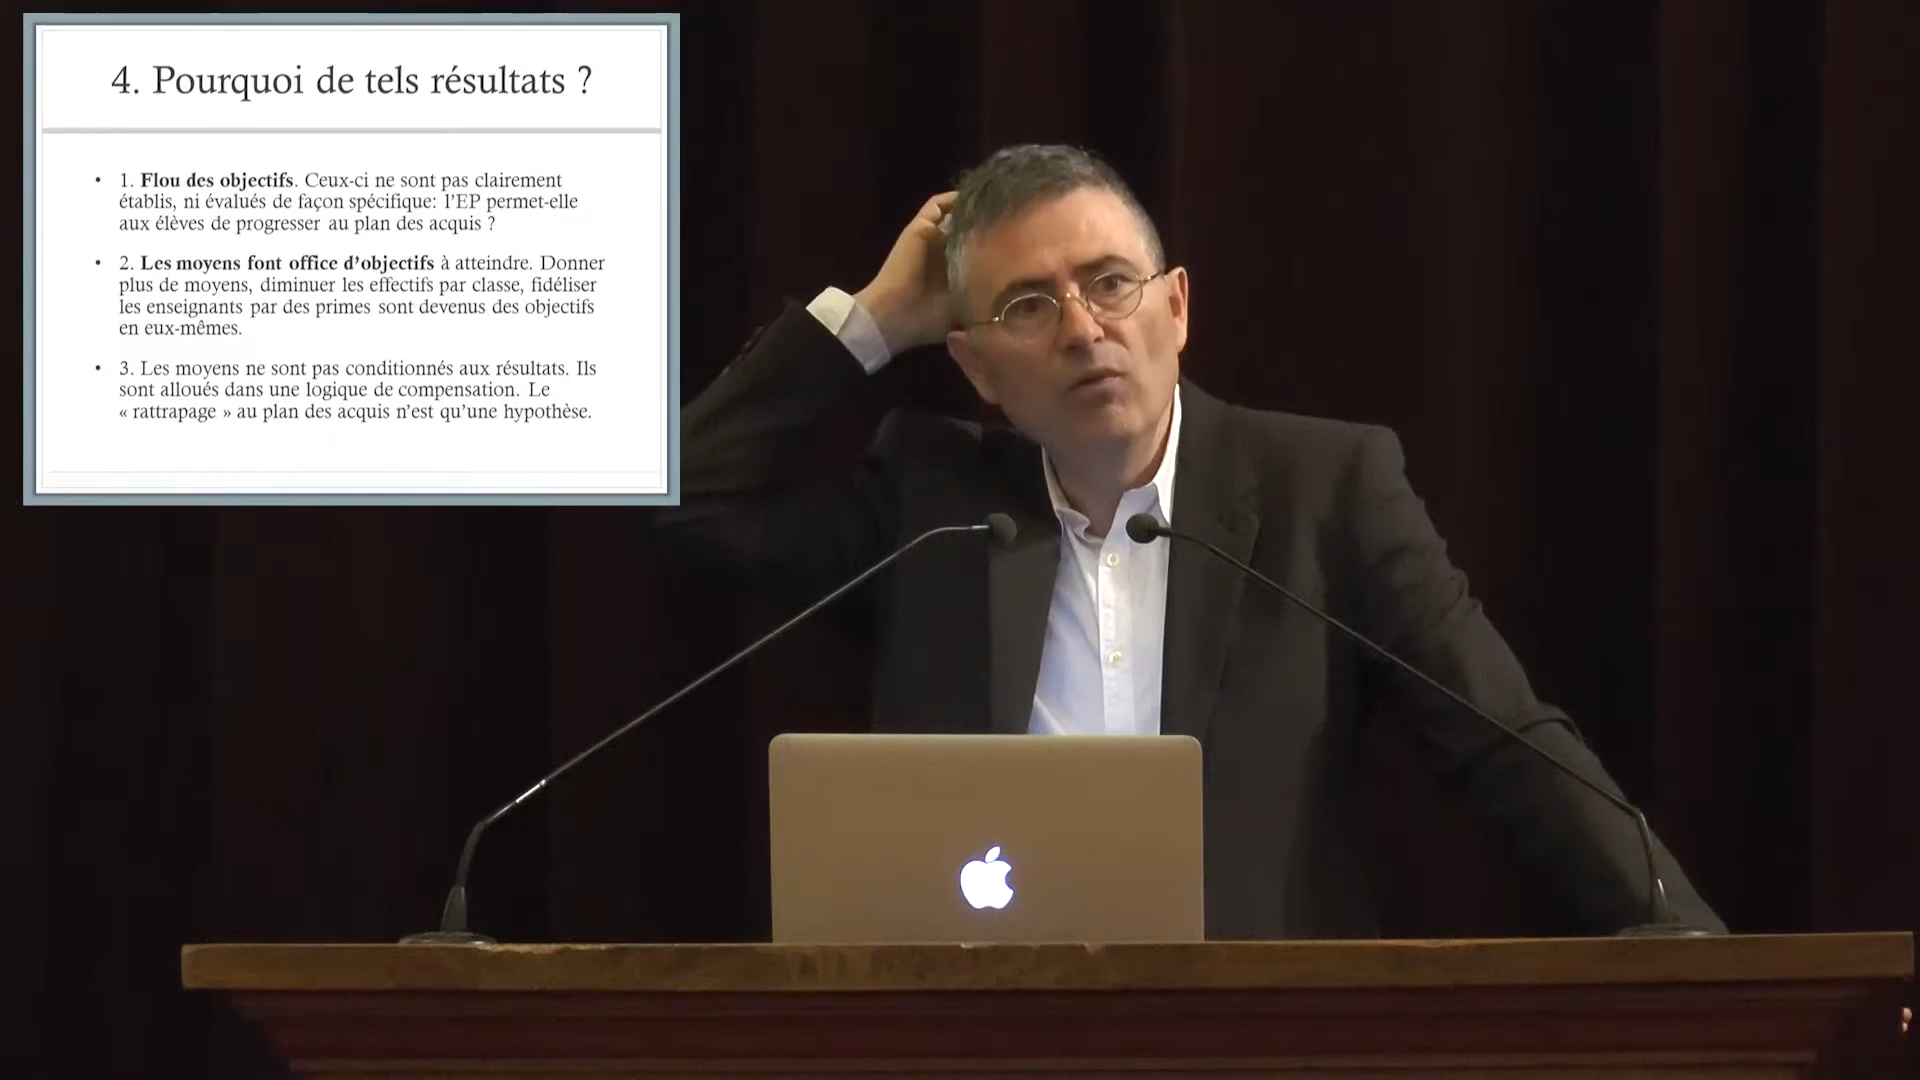 4. Pourquoi de tels résultats ?
• 1. Flou des objectifs. Ceux-ci ne sont pas clairement
établis, ni évalués de façon spécifique: l’EP permet-elle
aux élèves de progresser au plan des acquis ?
• 2. Les moyens font office d’objectifs à atteindre. Donner
plus de moyens, diminuer les effectifs par classe, fidéliser
les enseignants par des primes sont devenus des objectifs
en eux-mêmes.
• 3. Les moyens ne sont pas conditionnés aux résultats. Ils
sont alloués dans une logique de compensation. Le
« rattrapage » au plan des acquis n’est qu’une hypothèse.